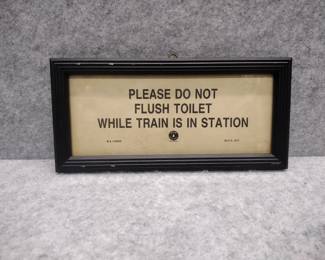 PLEASE DO NOT
FLUSH TOILET
WHILE TRAIN IS IN STATION